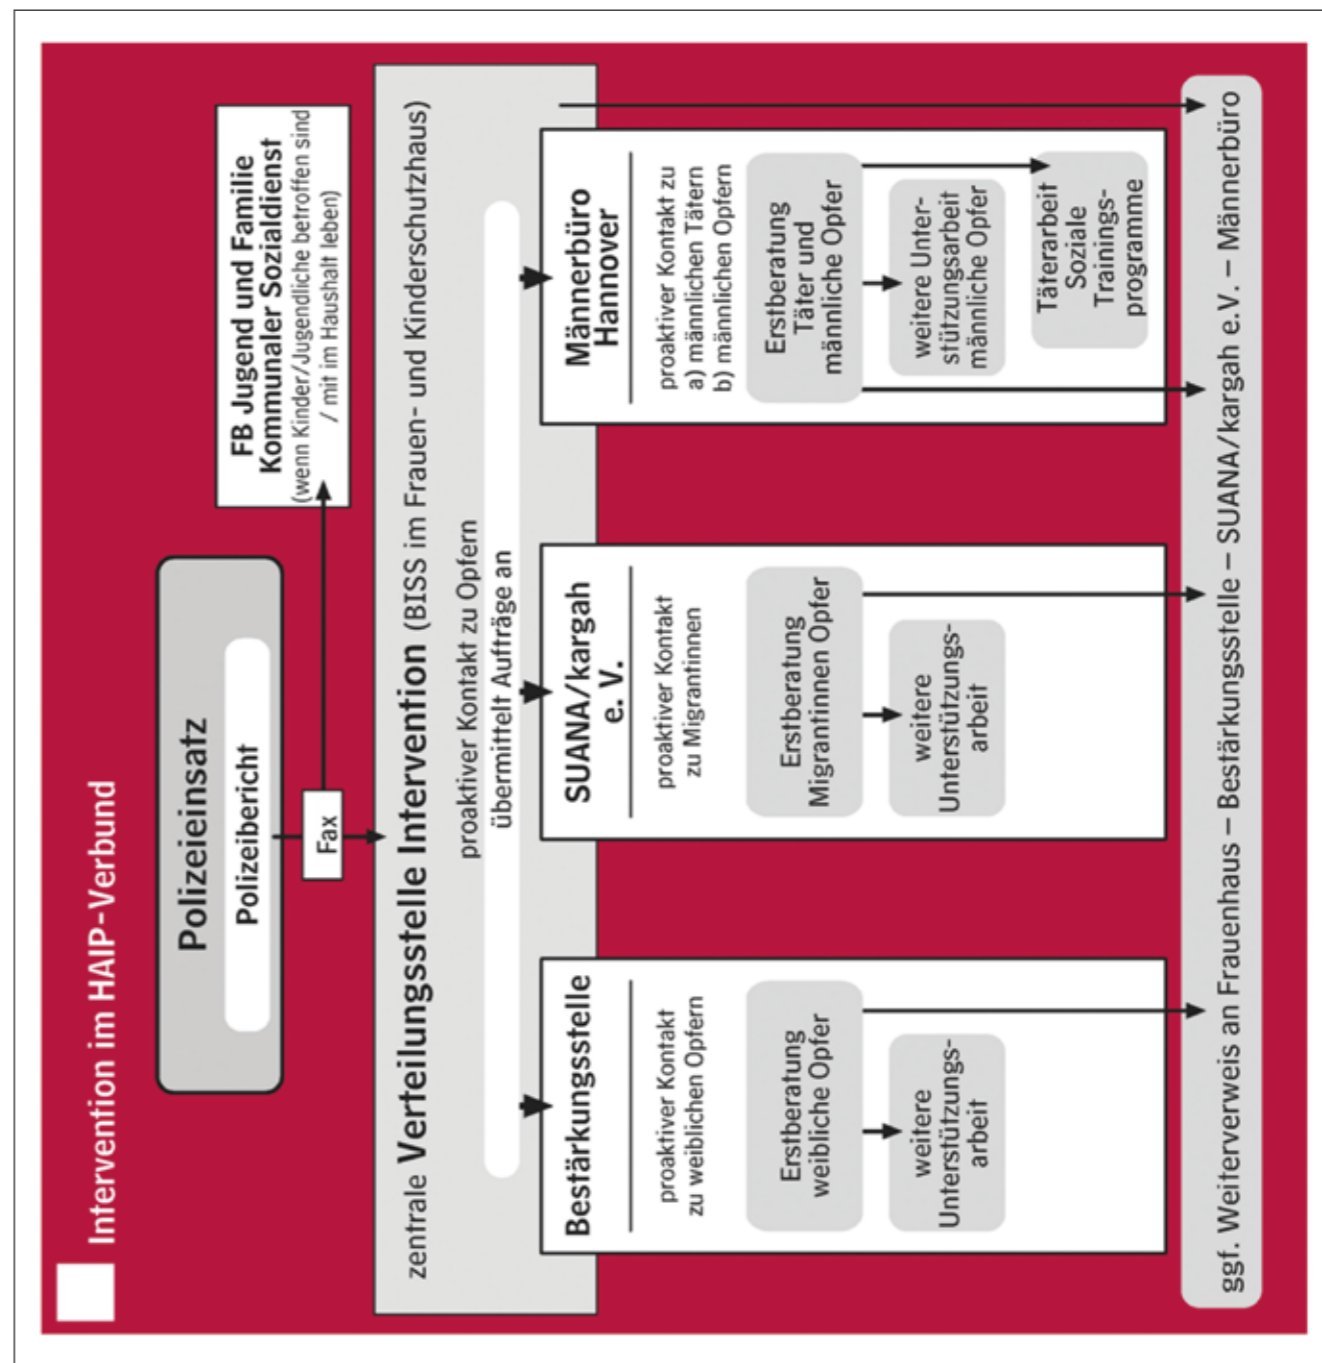 Intervention im HAIP-Verbund
Polizeieinsatz
Polizeibericht
Fax
FB Jugend und Familie
Kommunaler Sozialdienst
(wenn Kinder/Jugendliche betroffen sind
/ mit im Haushalt leben)
zentrale Verteilungsstelle Intervention (BISS im Frauen- und Kinderschutzhaus)
proaktiver Kontakt zu Opfern
übermittelt Aufträge an
Bestärkungsstelle
proaktiver Kontakt
zu weiblichen Opfern
Erstberatung
weibliche Opfer
weitere
Unterstützungs-
arbeit
SUANA/kargah
e. V.
proaktiver Kontakt
zu Migrantinnen
Erstberatung
Migrantinnen Opfer
weitere
Unterstützungs-
arbeit
Männerbüro
Hannover
proaktiver Kontakt zu
a) männlichen Tätern
b) männlichen Opfern
Erstberatung
Täter und
männliche Opfer
weitere Unter-
stützungsarbeit
männliche Opfer
Täterarbeit
Soziale
Trainings-
programme
ggf. Weiterverweis an Frauenhaus – Bestärkungsstelle – SUANA/kargah e.V. – Männerbüro